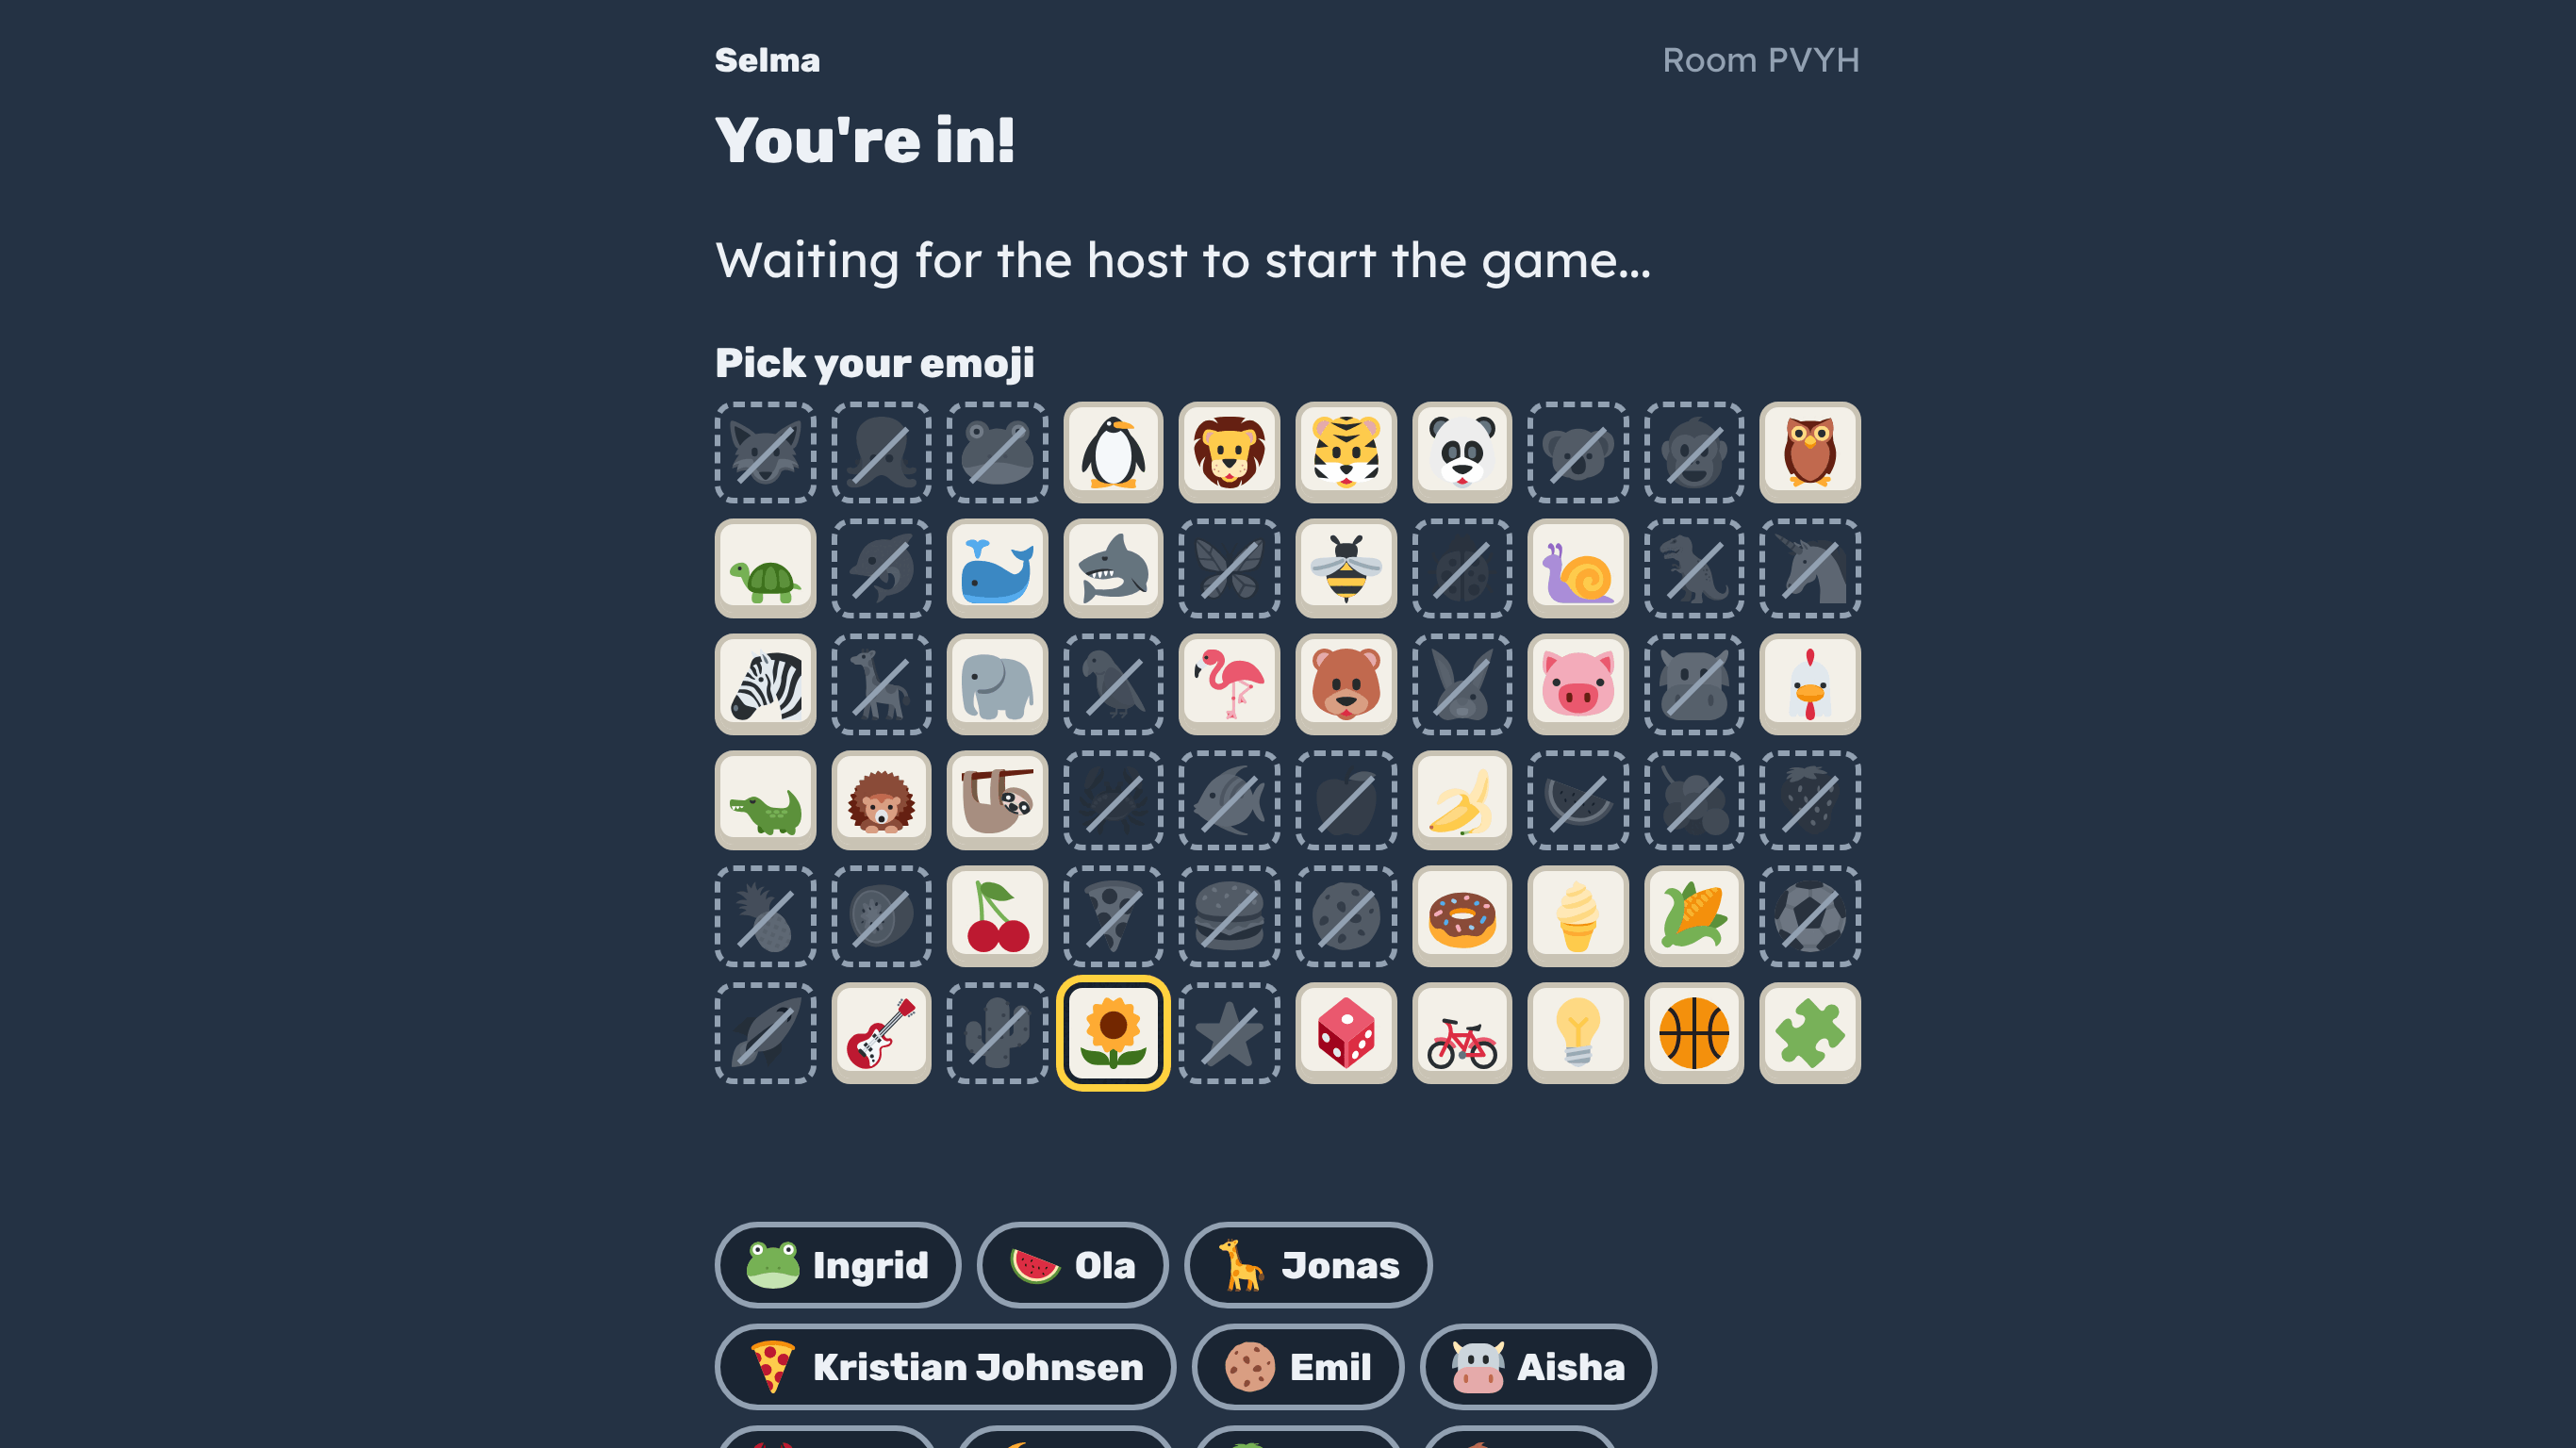 Selma
Room PVYH
You're in!
Waiting for the host to start the game...
Pick your emoji
Ingrid
Ola
Jonas
Kristian Johnsen
Emil
Aisha